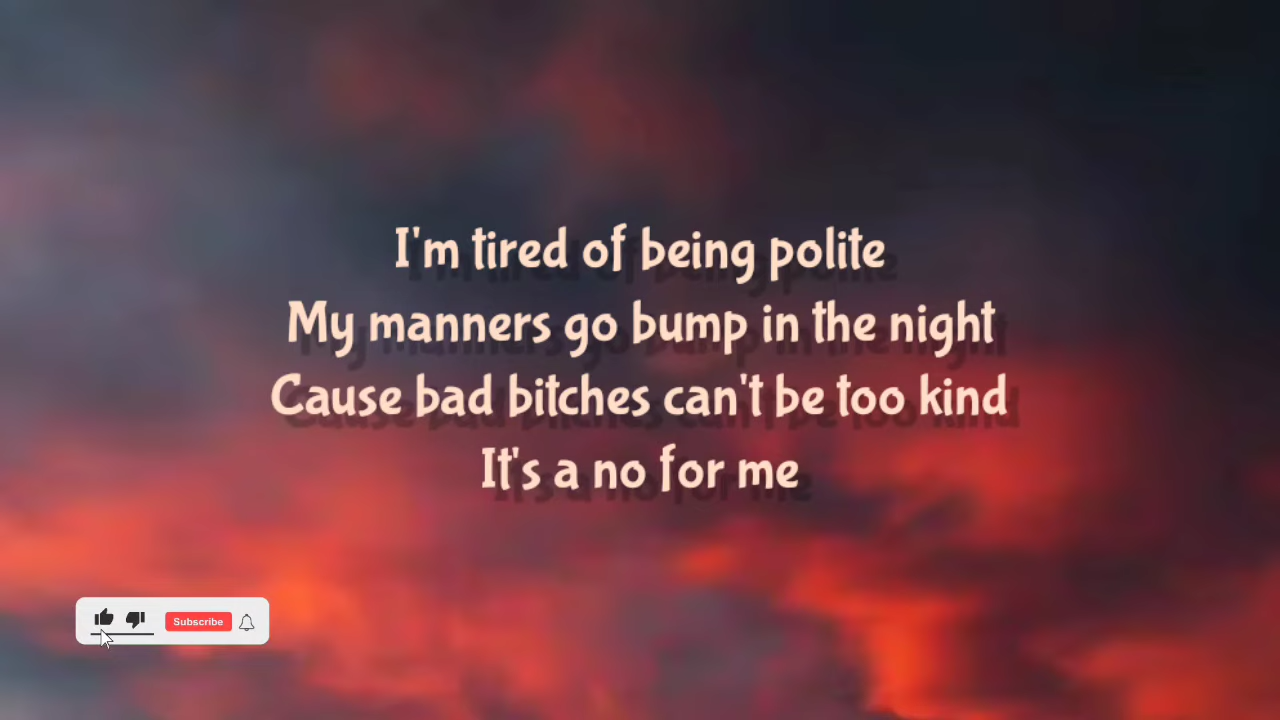 I'm tired of being polite
My manners go bump in the night
Cause bad bitches can't be too kind
It's a no for me
Subscribe